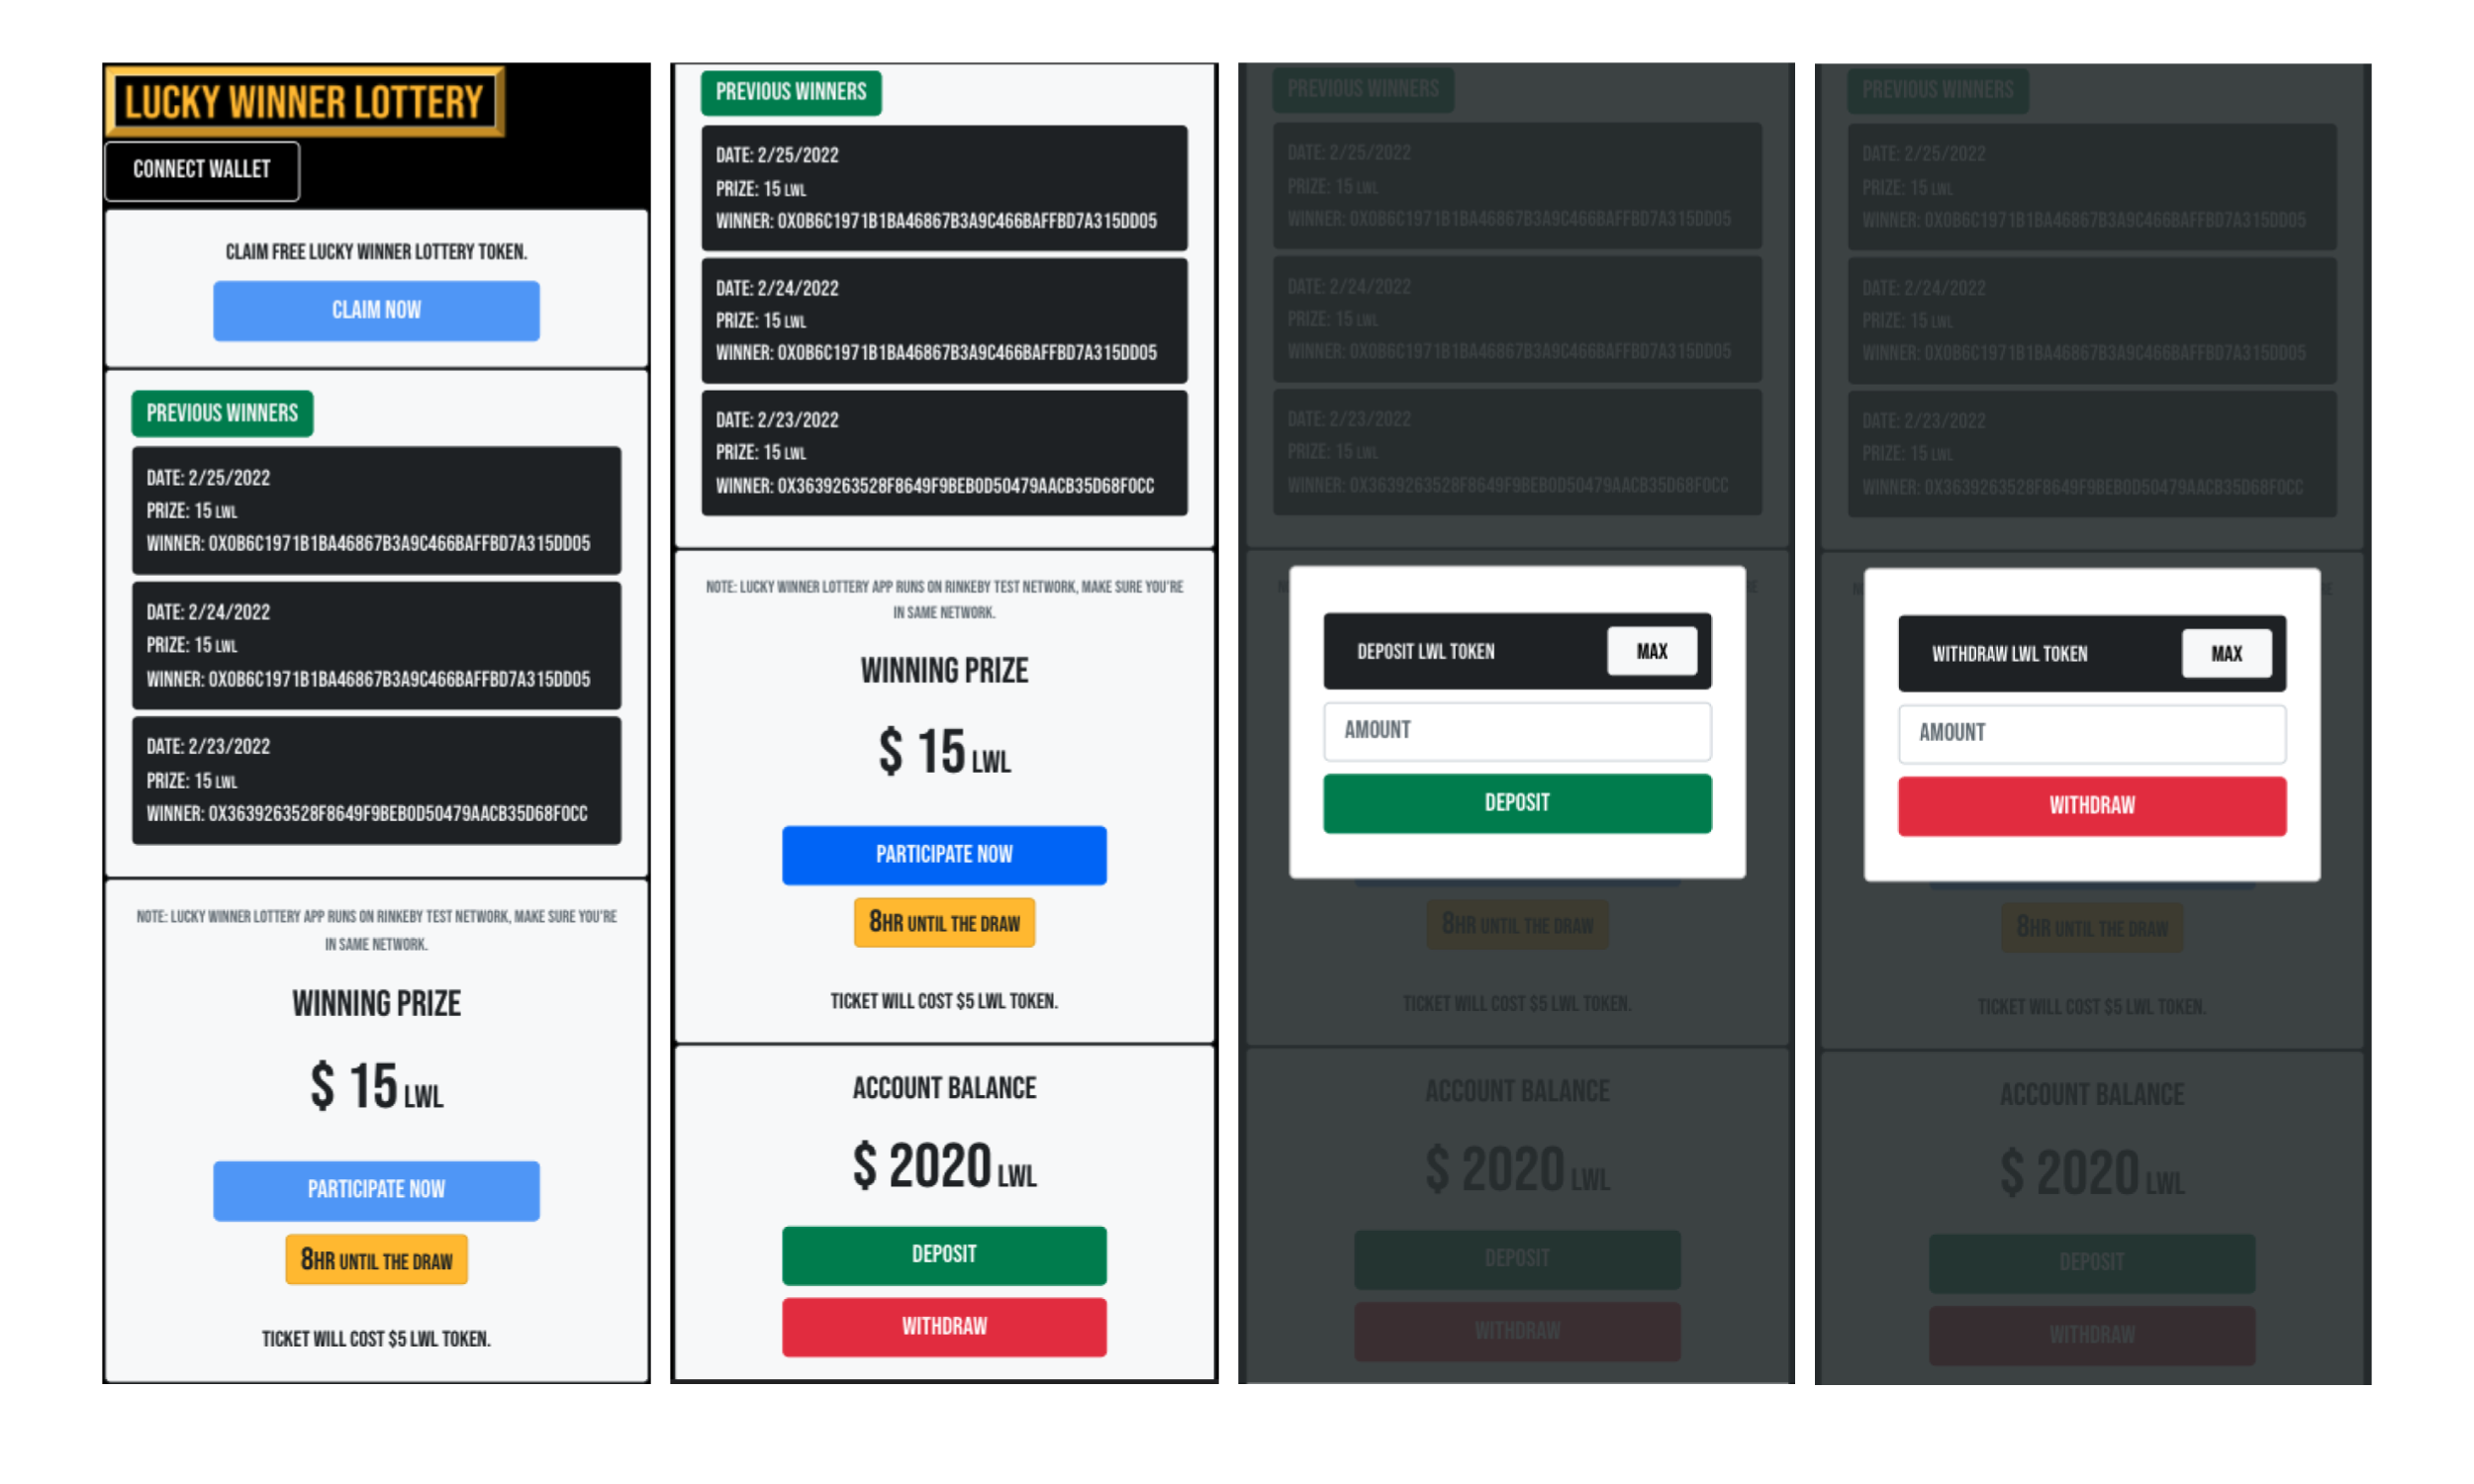 LUCKY WINNER LOTTERY
CONNECT WALLET
CLAIM FREE LUCKY WINNER LOTTERY TOKEN.
CLAIM NOW
PREVIOUS WINNERS
DATE: 2/25/2022
PRIZE: 15 LWL
WINNER: 0X0B6C1971B1BA46867B3A9C466BAFFBD7A315DD05
DATE: 2/24/2022
PRIZE: 15 LWL
WINNER: 0X0B6C1971B1BA46867B3A9C466BAFFBD7A315DD05
DATE: 2/23/2022
PRIZE: 15 LWL
WINNER: 0X3639263528F8649F9BEB0D50479AACB35D68F0CC
NOTE: LUCKY WINNER LOTTERY APP RUNS ON RINKEBY TEST NETWORK, MAKE SURE YOU'RE
IN SAME NETWORK.
WINNING PRIZE
$ 15 LWL
PARTICIPATE NOW
8HR UNTIL THE DRAW
TICKET WILL COST $5 LWL TOKEN.
PREVIOUS WINNERS
DATE: 2/25/2022
PRIZE: 15 LWL
WINNER: 0X0B6C1971B1BA46867B3A9C466BAFFBD7A315DD05
DATE: 2/24/2022
PRIZE: 15 LWL
WINNER: 0X0B6C1971B1BA46867B3A9C466BAFFBD7A315DD05
DATE: 2/23/2022
PRIZE: 15 LWL
WINNER: 0X3639263528F8649F9BEB0D50479AACB35D68F0CC
NOTE: LUCKY WINNER LOTTERY APP RUNS ON RINKEBY TEST NETWORK, MAKE SURE YOU'RE
IN SAME NETWORK.
WINNING PRIZE
$ 15 LWL
PARTICIPATE NOW
8HR UNTIL THE DRAW
TICKET WILL COST $5 LWL TOKEN.
ACCOUNT BALANCE
$ 2020 LWL
DEPOSIT
WITHDRAW
PREVIOUS WINNERS
DATE: 2/25/2022
PRIZE: 15 LWL
WINNER: 0X0B6C1971B1BA46867B3A9C466BAFFBD7A315DD05
DATE: 2/24/2022
PRIZE: 15 LWL
WINNER: 0X0B6C1971B1BA46867B3A9C466BAFFBD7A315DD05
DATE: 2/23/2022
PRIZE: 15 LWL
WINNER: 0X3639263528F8649F9BEB0D50479AACB35D68F0CC
DEPOSIT LWL TOKEN
MAX
AMOUNT
DEPOSIT
8HR UNTIL THE DRAW
TICKET WILL COST $5 LWL TOKEN.
ACCOUNT BALANCE
$ 2020 LWL
DEPOSIT
WITHDRAW
PREVIOUS WINNERS
DATE: 2/25/2022
PRIZE: 15 LWL
WINNER: 0X0B6C1971B1BA46867B3A9C466BAFFBD7A315DD05
DATE: 2/24/2022
PRIZE: 15 LWL
WINNER: 0X0B6C1971B1BA46867B3A9C466BAFFBD7A315DD05
DATE: 2/23/2022
PRIZE: 15 LWL
WINNER: 0X3639263528F8649F9BEB0D50479AACB35D68F0CC
WITHDRAW LWL TOKEN
MAX
AMOUNT
WITHDRAW
8HR UNTIL THE DRAW
TICKET WILL COST $5 LWL TOKEN.
ACCOUNT BALANCE
$ 2020 LWL
DEPOSIT
WITHDRAW